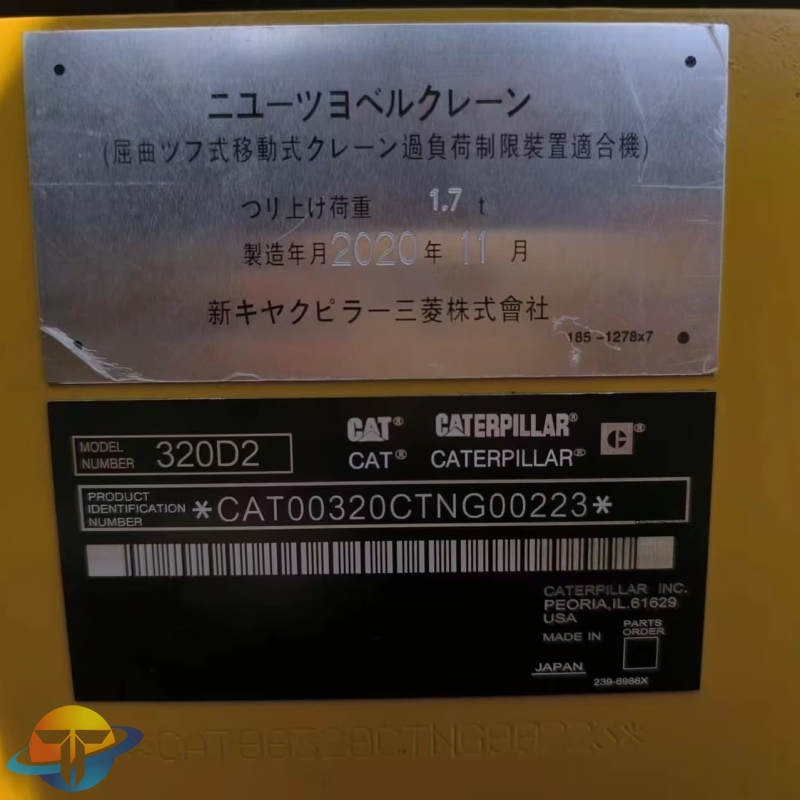 ニユーツヨベルクレーン
(屈曲ツフ式移動式クレーン過負荷制限裝置適合機)
つり上け荷重 1.7 t
製造年月 2020 年 11 月
新キヤクピラー三菱株式會社
185-1278x7
MODEL NUMBER 320D2
CAT® CATERPILLAR® C®
CAT® CATERPILLAR®
PRODUCT IDENTIFICATION NUMBER *CAT00320CTNG00223*
CATERPILLAR INC.
PEORIA,IL.61629
USA
MADE IN JAPAN
PARTS ORDER
239-8986X
*CAT00320CTNG00223*